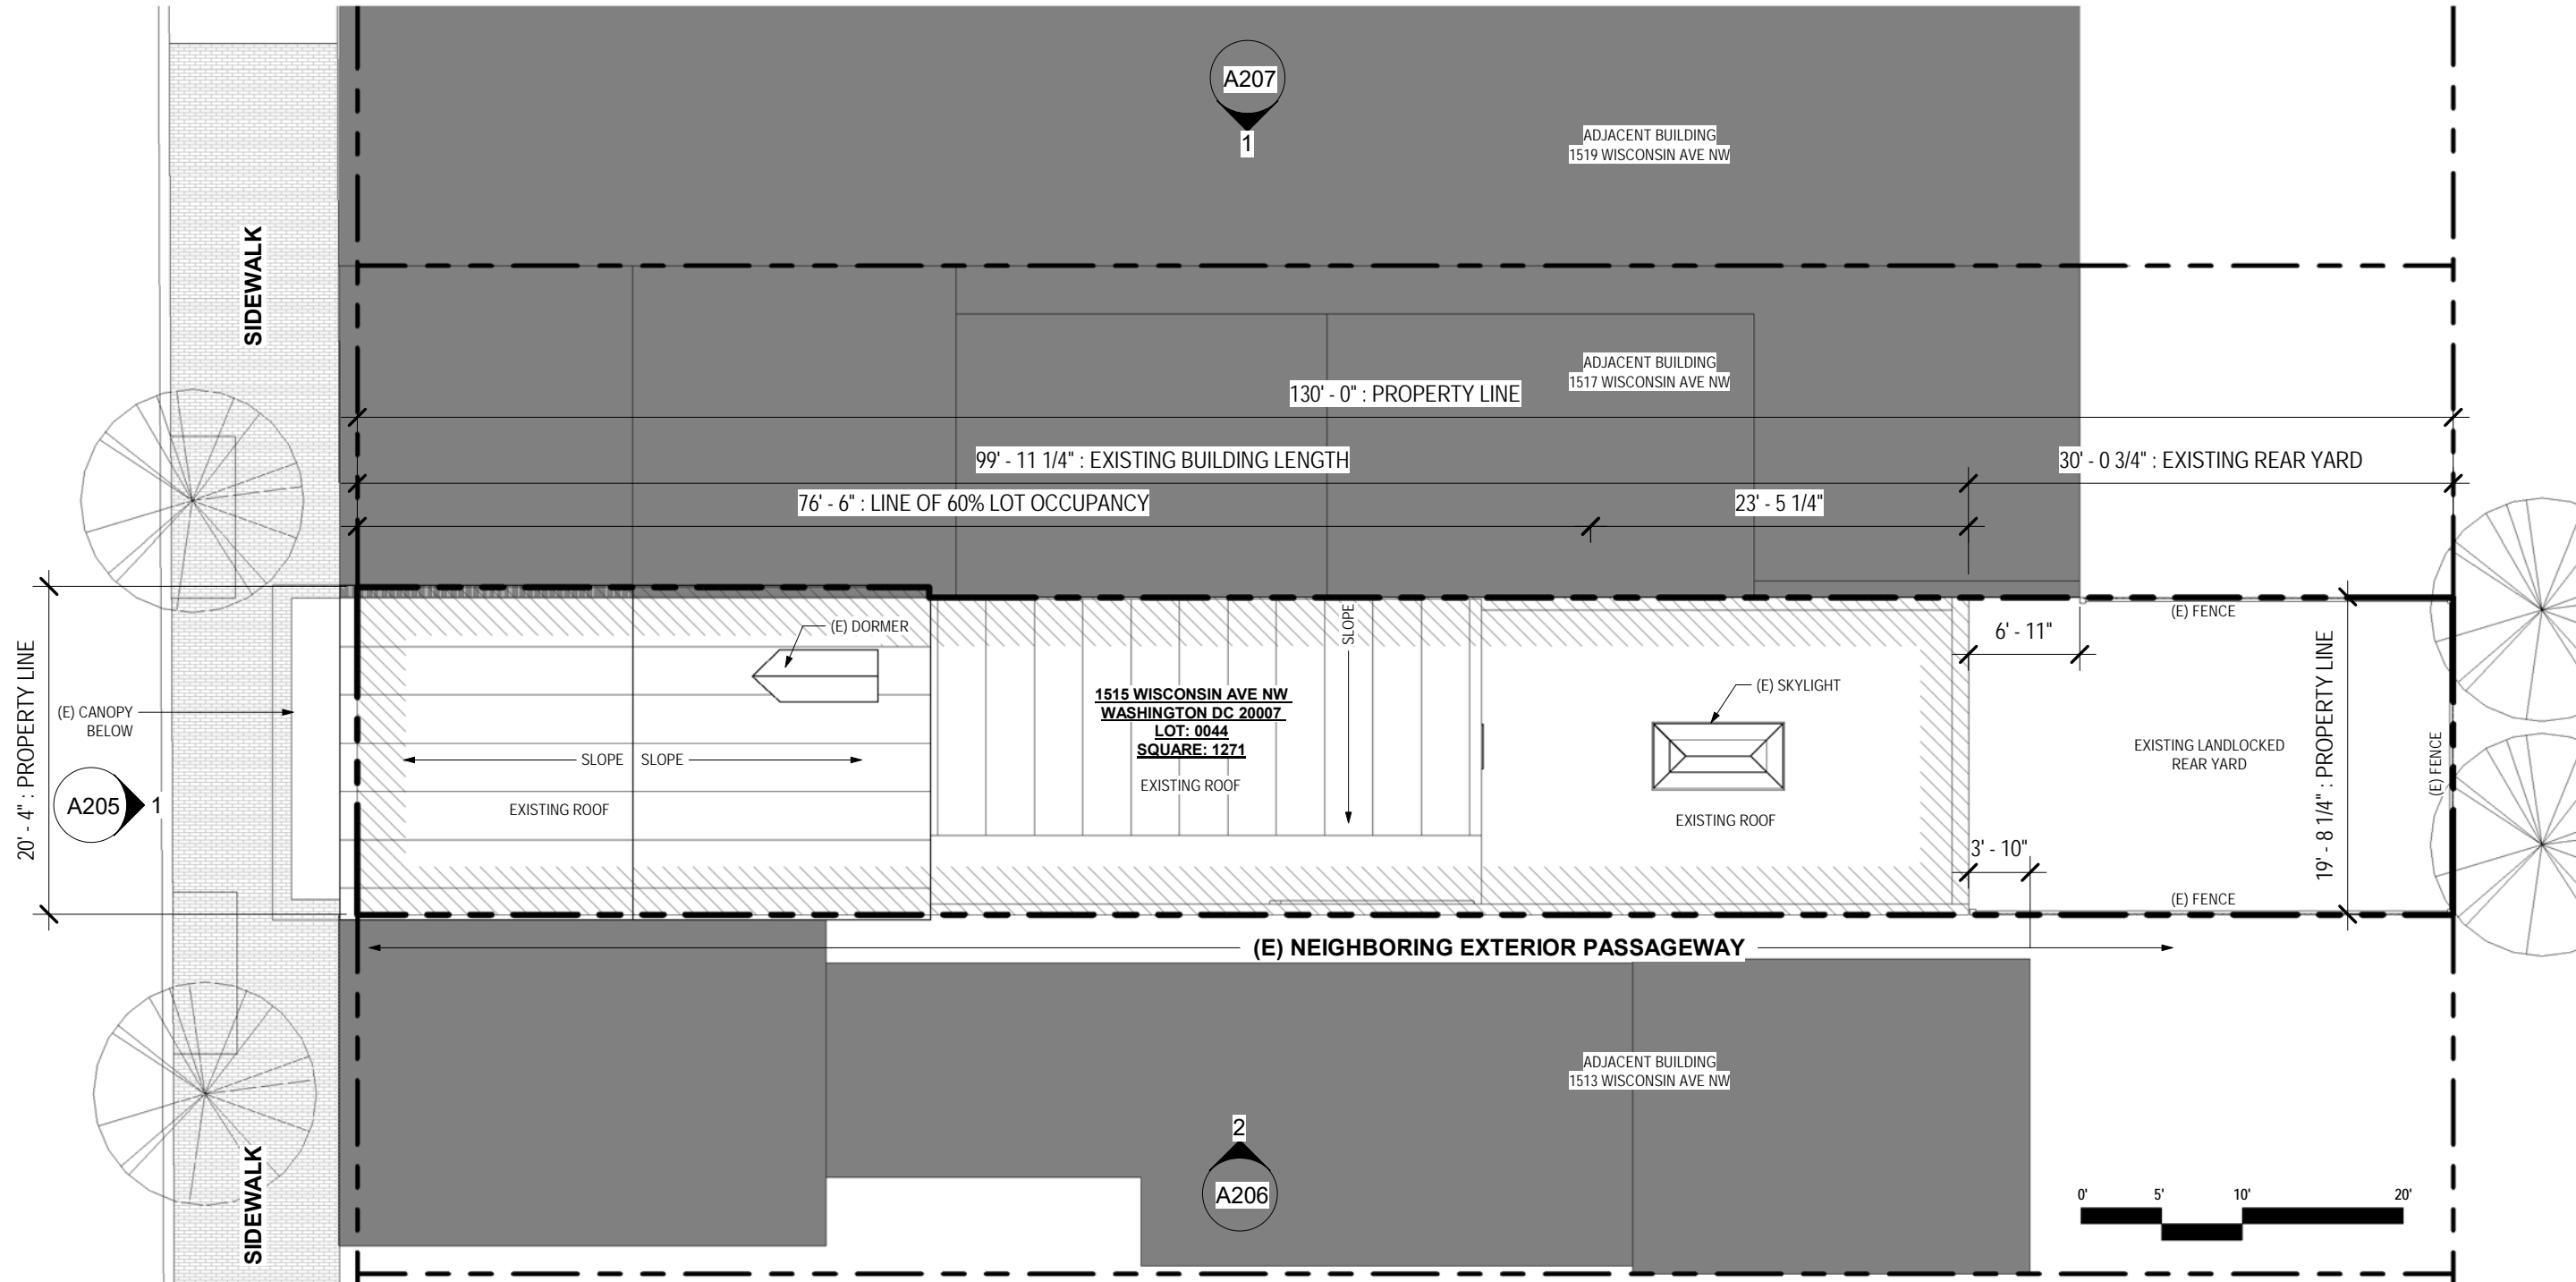 A207
1
ADJACENT BUILDING
1519 WISCONSIN AVE NW
SIDEWALK
ADJACENT BUILDING
1517 WISCONSIN AVE NW
130' - 0" : PROPERTY LINE
99' - 11 1/4" : EXISTING BUILDING LENGTH
30' - 0 3/4" : EXISTING REAR YARD
76' - 6" : LINE OF 60% LOT OCCUPANCY
23' - 5 1/4"
20' - 4" : PROPERTY LINE
(E) CANOPY
BELOW
A205
1
(E) DORMER
SLOPE
SLOPE
EXISTING ROOF
1515 WISCONSIN AVE NW
WASHINGTON DC 20007
LOT: 0044
SQUARE: 1271
EXISTING ROOF
SLOPE
(E) SKYLIGHT
EXISTING ROOF
6' - 11"
(E) FENCE
EXISTING LANDLOCKED
REAR YARD
19' - 8 1/4" : PROPERTY LINE
(E) FENCE
3' - 10"
(E) FENCE
(E) NEIGHBORING EXTERIOR PASSAGEWAY
ADJACENT BUILDING
1513 WISCONSIN AVE NW
2
A206
SIDEWALK
0' 5' 10' 20'